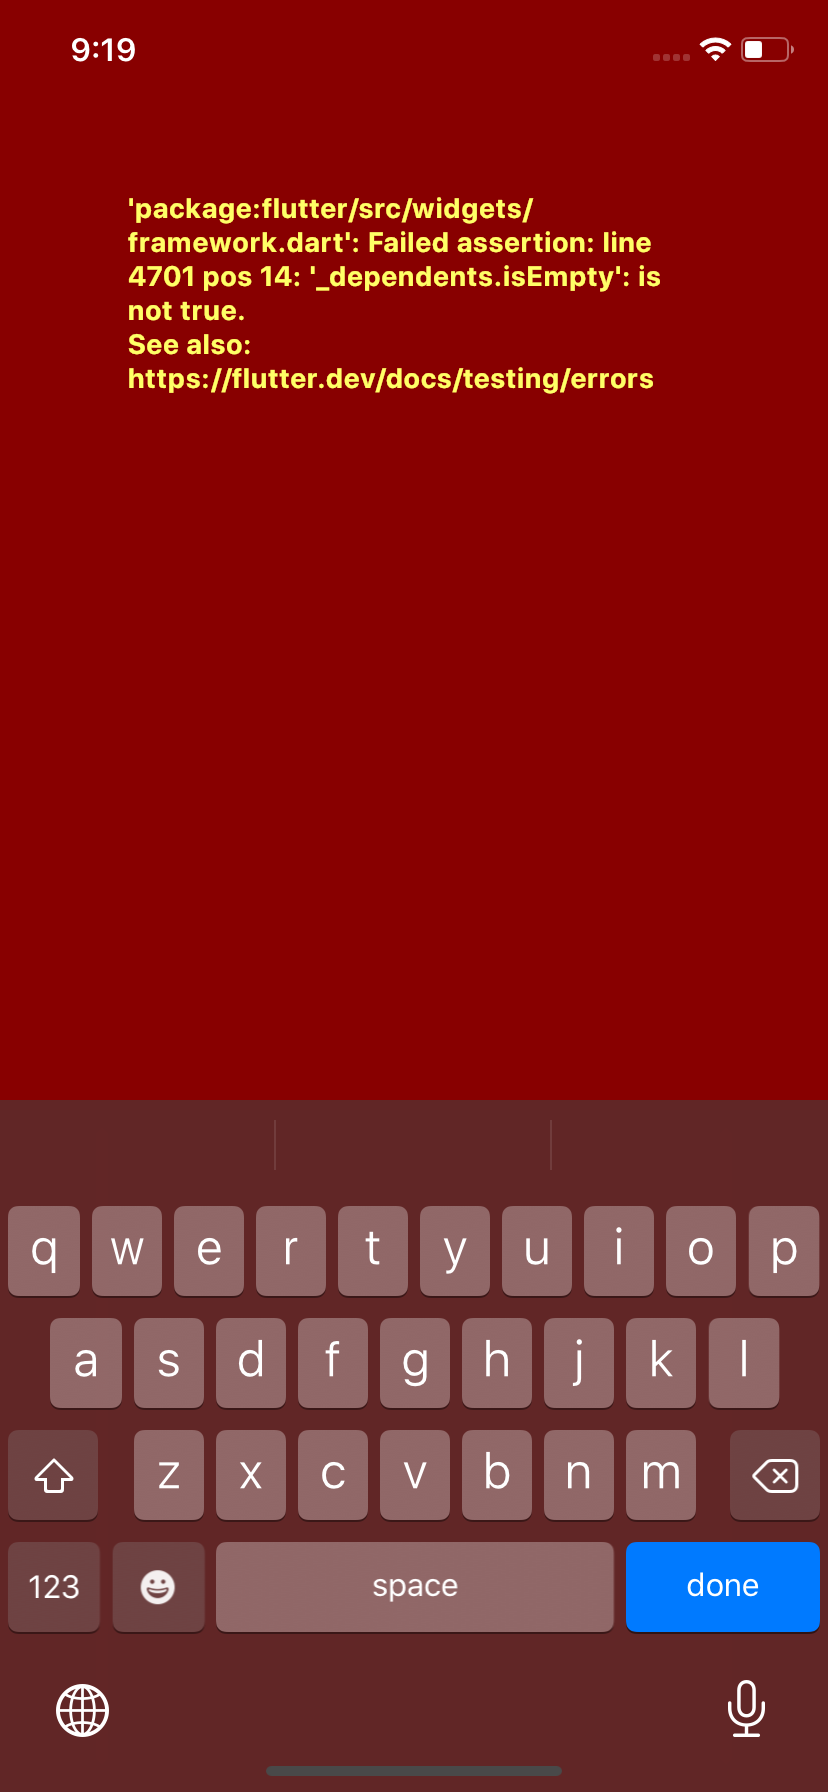 9:19
'package:flutter/src/widgets/
framework.dart': Failed assertion: line
4701 pos 14: '_dependents.isEmpty': is
not true.
See also:
https://flutter.dev/docs/testing/errors
q w e r t y u i o p
a s d f g h j k l
z x c v b n m
123 space done